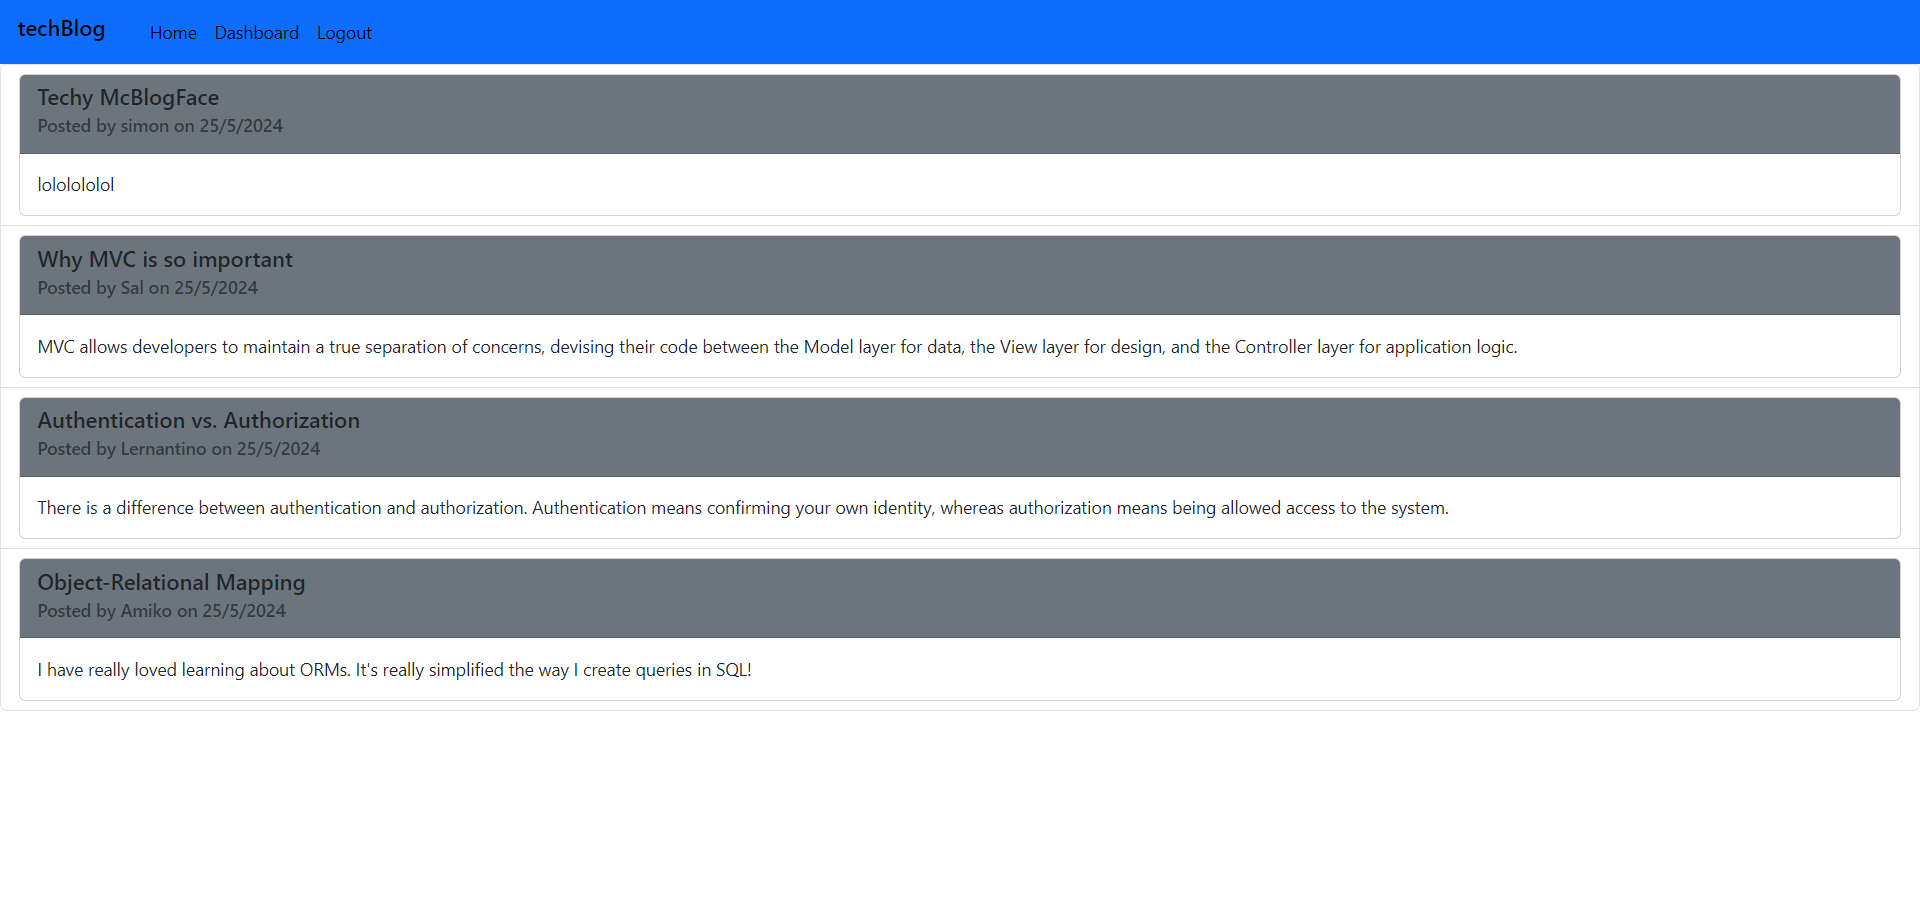 techBlog Home Dashboard Logout
Techy McBlogFace
Posted by simon on 25/5/2024
lolololololol
Why MVC is so important
Posted by Sal on 25/5/2024
MVC allows developers to maintain a true separation of concerns, devising their code between the Model layer for data, the View layer for design, and the Controller layer for application logic.
Authentication vs. Authorization
Posted by Lernantino on 25/5/2024
There is a difference between authentication and authorization. Authentication means confirming your own identity, whereas authorization means being allowed access to the system.
Object-Relational Mapping
Posted by Amiko on 25/5/2024
I have really loved learning about ORMs. It's really simplified the way I create queries in SQL!